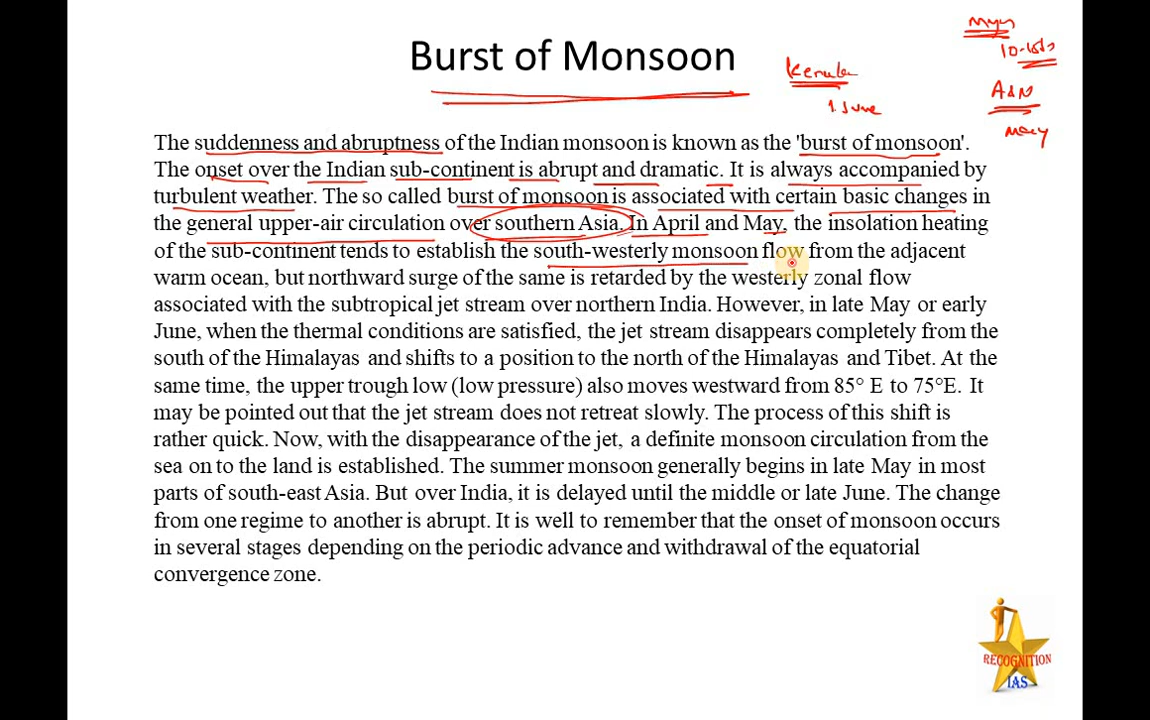 Burst of Monsoon
Kerala
1 June
10-15th
A&N
May
The suddenness and abruptness of the Indian monsoon is known as the 'burst of monsoon'.
The onset over the Indian sub-continent is abrupt and dramatic. It is always accompanied by
turbulent weather. The so called burst of monsoon is associated with certain basic changes in
the general upper-air circulation over southern Asia. In April and May, the insolation heating
of the sub-continent tends to establish the south-westerly monsoon flow from the adjacent
warm ocean, but northward surge of the same is retarded by the westerly zonal flow
associated with the subtropical jet stream over northern India. However, in late May or early
June, when the thermal conditions are satisfied, the jet stream disappears completely from the
south of the Himalayas and shifts to a position to the north of the Himalayas and Tibet. At the
same time, the upper trough low (low pressure) also moves westward from 85° E to 75°E. It
may be pointed out that the jet stream does not retreat slowly. The process of this shift is
rather quick. Now, with the disappearance of the jet, a definite monsoon circulation from the
sea on to the land is established. The summer monsoon generally begins in late May in most
parts of south-east Asia. But over India, it is delayed until the middle or late June. The change
from one regime to another is abrupt. It is well to remember that the onset of monsoon occurs
in several stages depending on the periodic advance and withdrawal of the equatorial
convergence zone.
RECOGNITION
IAS